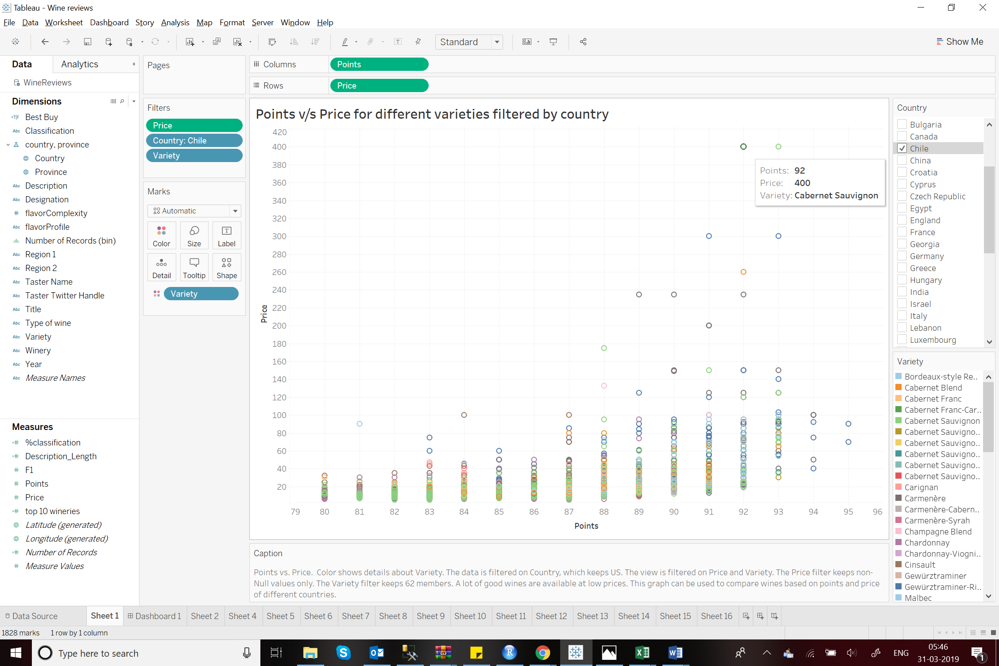 Tableau - Wine reviews
File Data Worksheet Dashboard Story Analysis Map Format Server Window Help
Standard
Show Me
Data Analytics
WineReviews
Dimensions
Best Buy
Classification
country, province
Country
Province
Description
Designation
flavorComplexity
flavorProfile
Number of Records (bin)
Region 1
Region 2
Taster Name
Taster Twitter Handle
Title
Type of wine
Variety
Winery
Year
Measure Names
Measures
%classification
Description_Length
F1
Points
Price
top 10 wineries
Latitude (generated)
Longitude (generated)
Number of Records
Measure Values
Pages
Filters
Price
Country: Chile
Variety
Marks
Automatic
Color Size Label
Detail Tooltip Shape
Variety
Columns Points
Rows Price
Points v/s Price for different varieties filtered by country
420
400
380
360
340
320
300
280
260
240
220
200
180
160
140
120
100
80
60
40
20
Price
79 80 81 82 83 84 85 86 87 88 89 90 91 92 93 94 95 96
Points
Points: 92
Price: 400
Variety: Cabernet Sauvignon
Caption
Points vs. Price. Color shows details about Variety. The data is filtered on Country, which keeps US. The view is filtered on Price and Variety. The Price filter keeps non-
Null values only. The Variety filter keeps 62 members. A lot of good wines are available at low prices. This graph can be used to compare wines based on points and price
of different countries.
Country
Bulgaria
Canada
Chile
China
Croatia
Cyprus
Czech Republic
Egypt
England
France
Georgia
Germany
Greece
Hungary
India
Israel
Italy
Lebanon
Luxembourg
Variety
Bordeaux-style Re..
Cabernet Blend
Cabernet Franc
Cabernet Franc-Car..
Cabernet Sauvignon
Cabernet Sauvigno..
Cabernet Sauvigno..
Cabernet Sauvigno..
Cabernet Sauvigno..
Cabernet Sauvigno..
Carignan
Carmenère
Carmenère-Cabern..
Carmenère-Syrah
Champagne Blend
Chardonnay
Chardonnay-Viogni..
Cinsault
Gewürztraminer
Gewürztraminer-Ri..
Malbec
Data Source Sheet 1 Dashboard 1 Sheet 2 Sheet 4 Sheet 5 Sheet 6 Sheet 7 Sheet 8 Sheet 9 Sheet 10 Sheet 11 Sheet 12 Sheet 13 Sheet 14 Sheet 15 Sheet 16
1828 marks 1 row by 1 column
Type here to search
ENG
05:46
31-03-2019
1